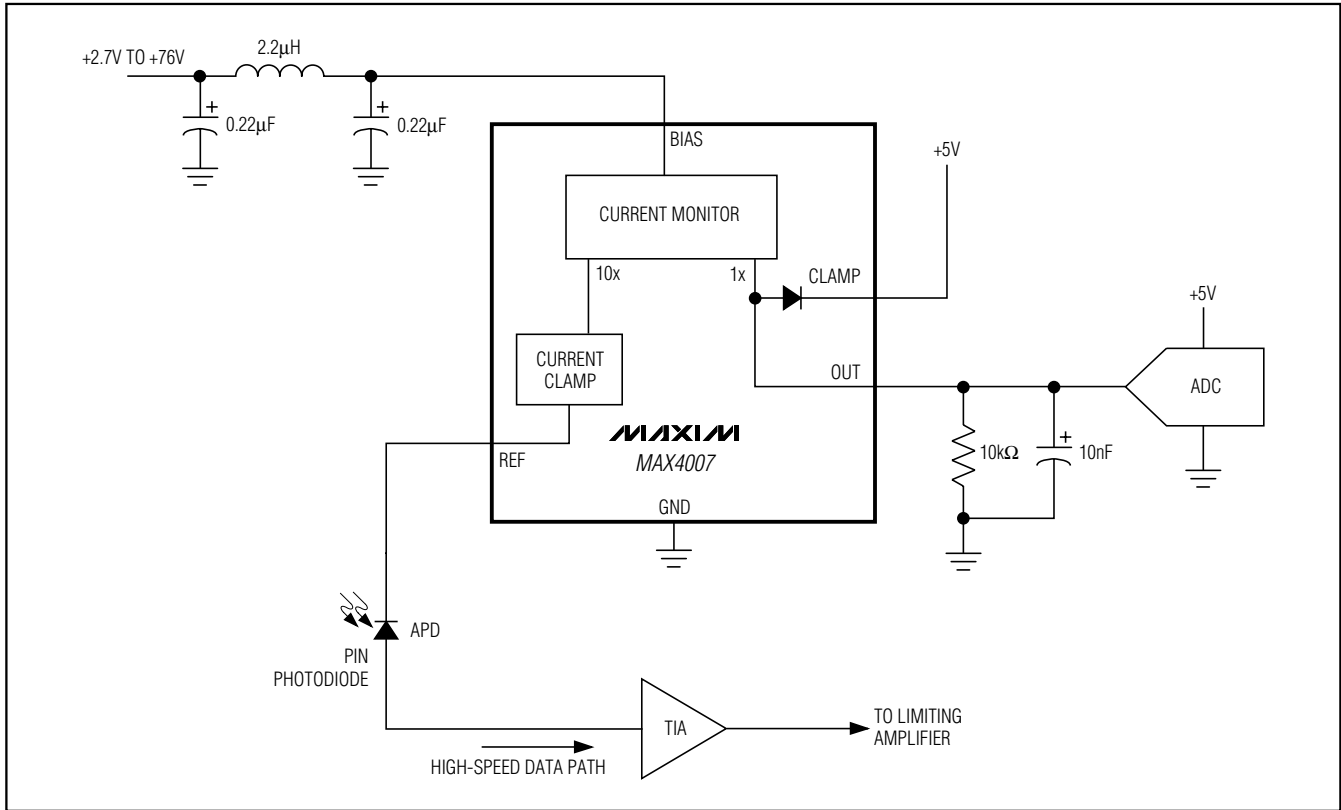 +2.7V TO +76V
2.2µH
+
0.22µF
+
0.22µF
BIAS
+5V
CURRENT MONITOR
10x
1x
CLAMP
+5V
CURRENT
CLAMP
OUT
ADC
MAXIM
MAX4007
REF
10kΩ
+
10nF
GND
APD
PIN
PHOTODIODE
TIA
TO LIMITING
AMPLIFIER
HIGH-SPEED DATA PATH